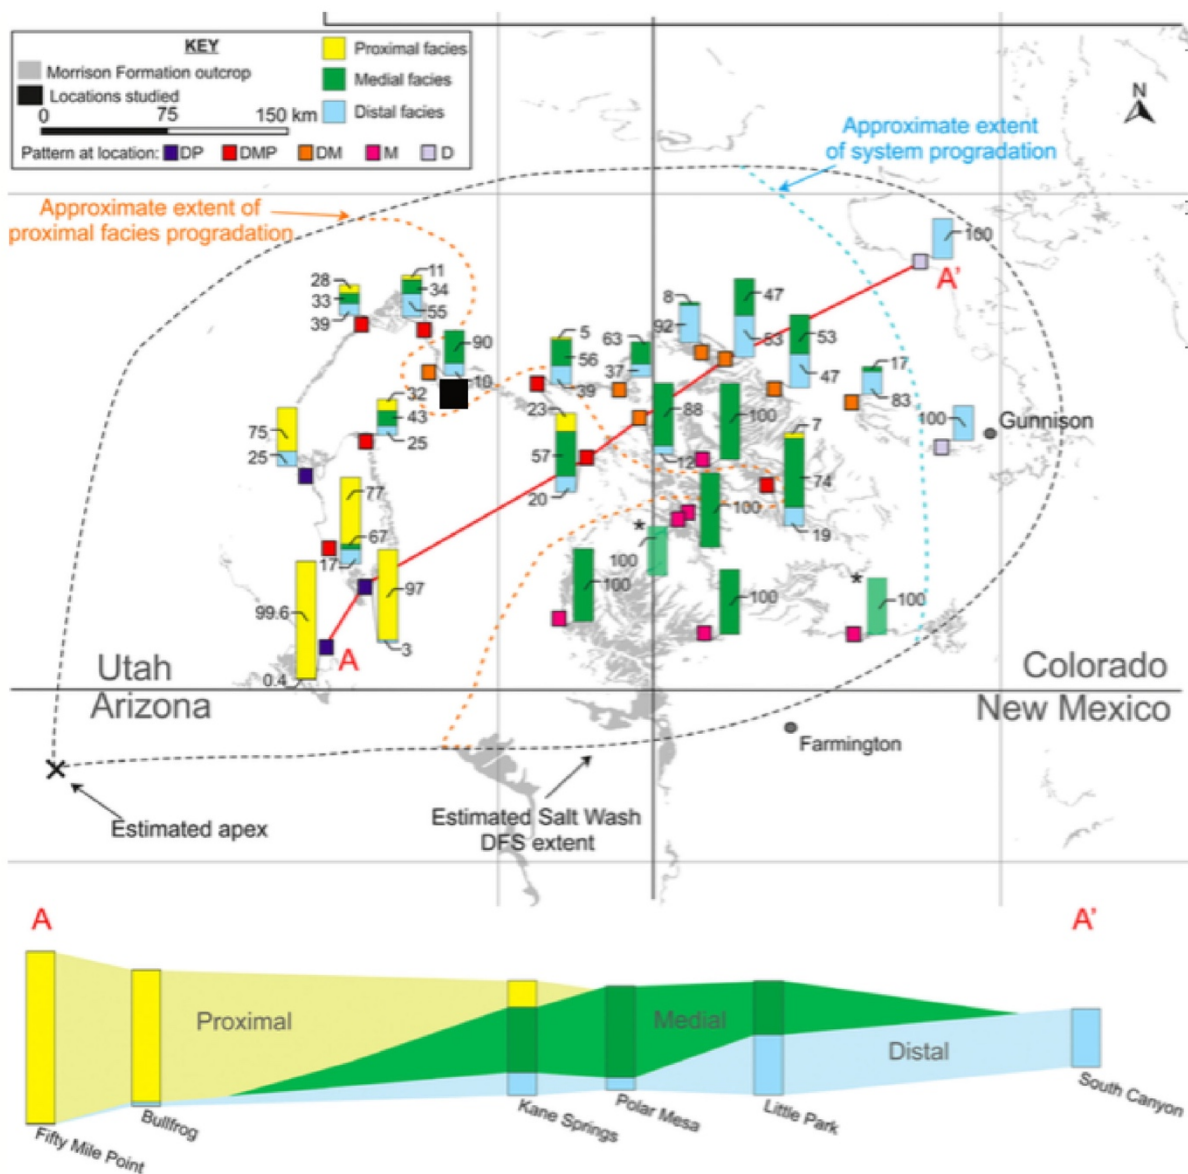 KEY
Morrison Formation outcrop
Locations studied
0 75 150 km
Proximal facies
Medial facies
Distal facies
Pattern at location: DP DMP DM M D
N
Approximate extent
of system progradation
Approximate extent of
proximal facies progradation
100
A'
28
33
39
11
34
55
90
10
5
56
39
63
37
8
92
47
53
53
47
17
83
100
Gunnison
75
25
32
43
25
23
57
20
88
12
100
7
74
19
77
67
17
*
100
100
100
100
*
100
99.6
0.4
97
3
A
Utah
Arizona
Colorado
New Mexico
Farmington
Estimated apex
Estimated Salt Wash
DFS extent
A
A'
Proximal
Medial
Distal
Fifty Mile Point
Bullfrog
Kane Springs
Polar Mesa
Little Park
South Canyon